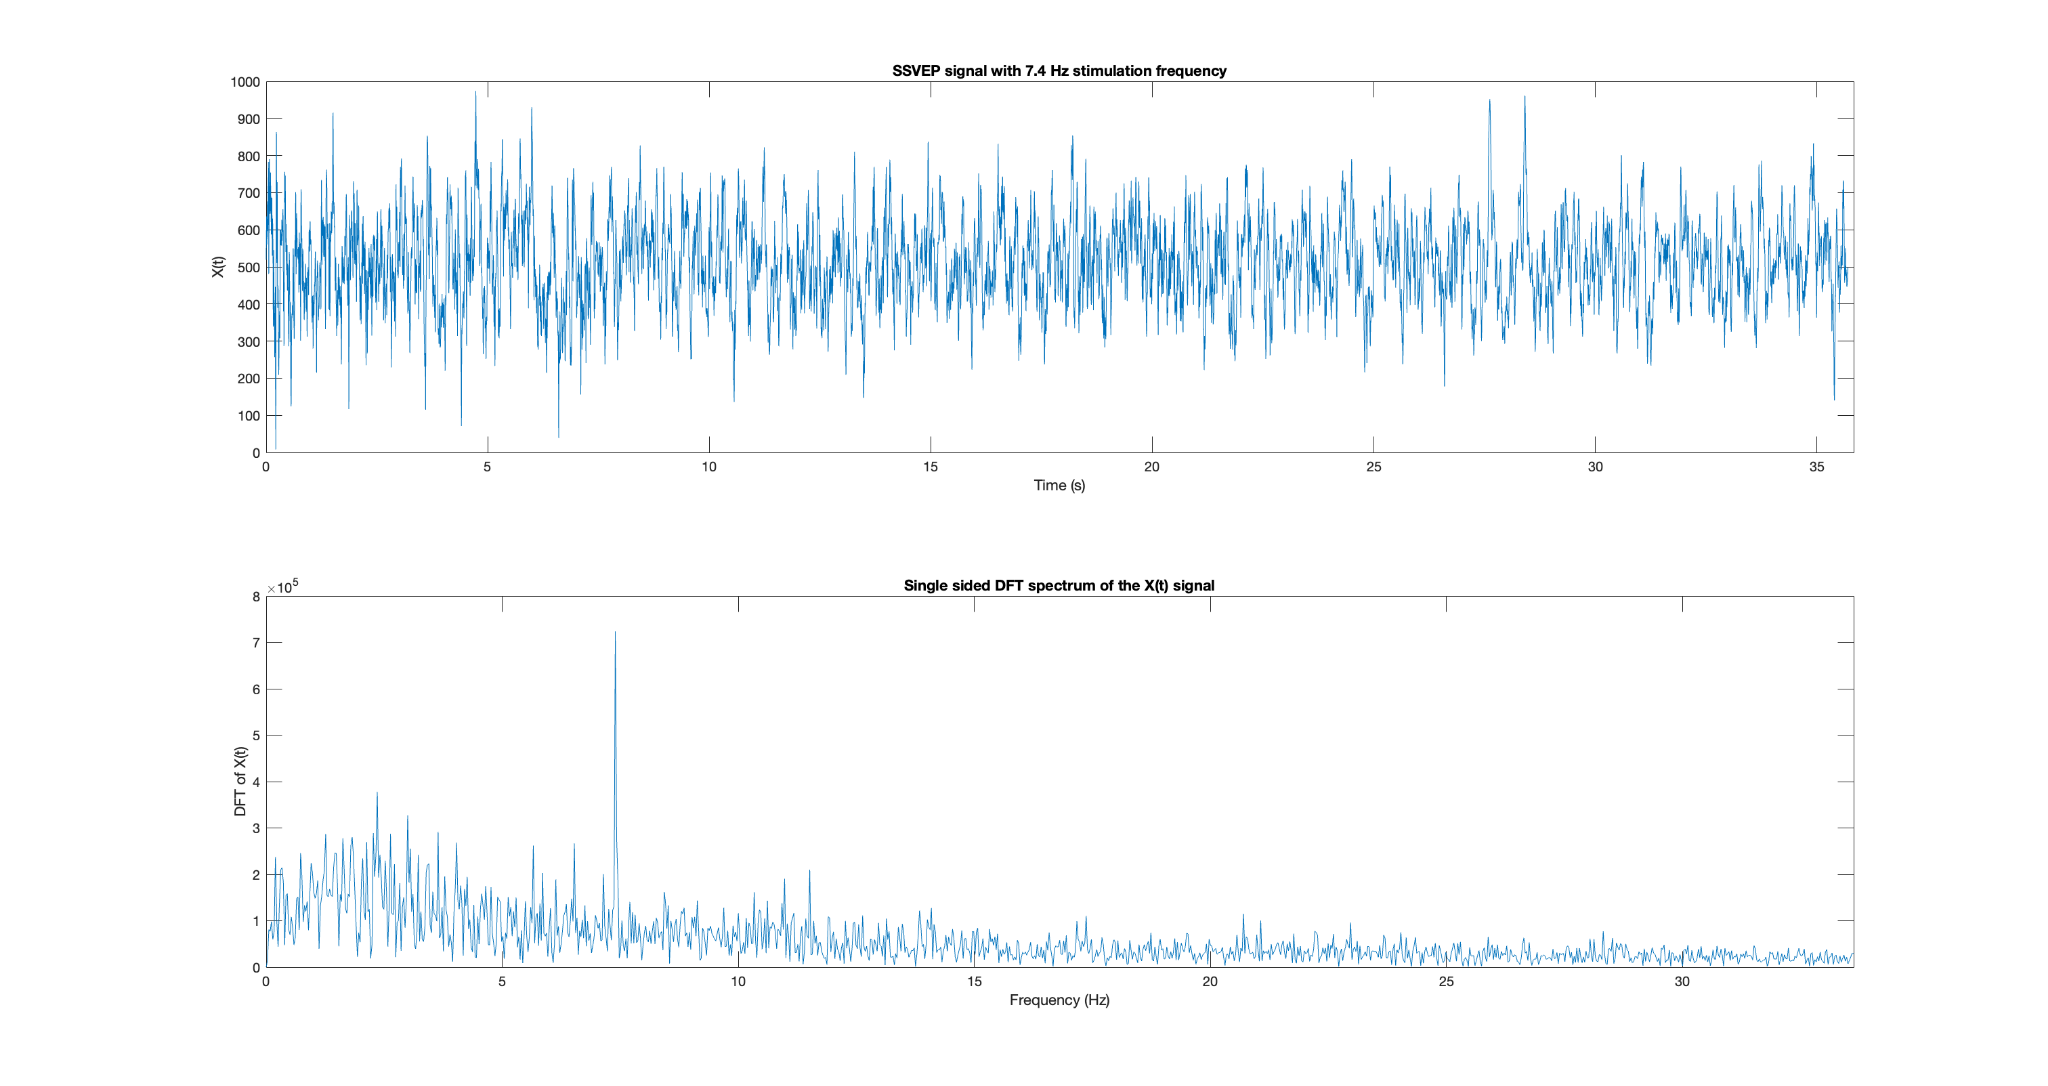 SSVEP signal with 7.4 Hz stimulation frequency
1000
900
800
700
600
500
400
300
200
100
0
X(t)
0 5 10 15 20 25 30 35
Time (s)
Single sided DFT spectrum of the X(t) signal
×10^5
8
7
6
5
4
3
2
1
0
DFT of X(t)
0 5 10 15 20 25 30
Frequency (Hz)